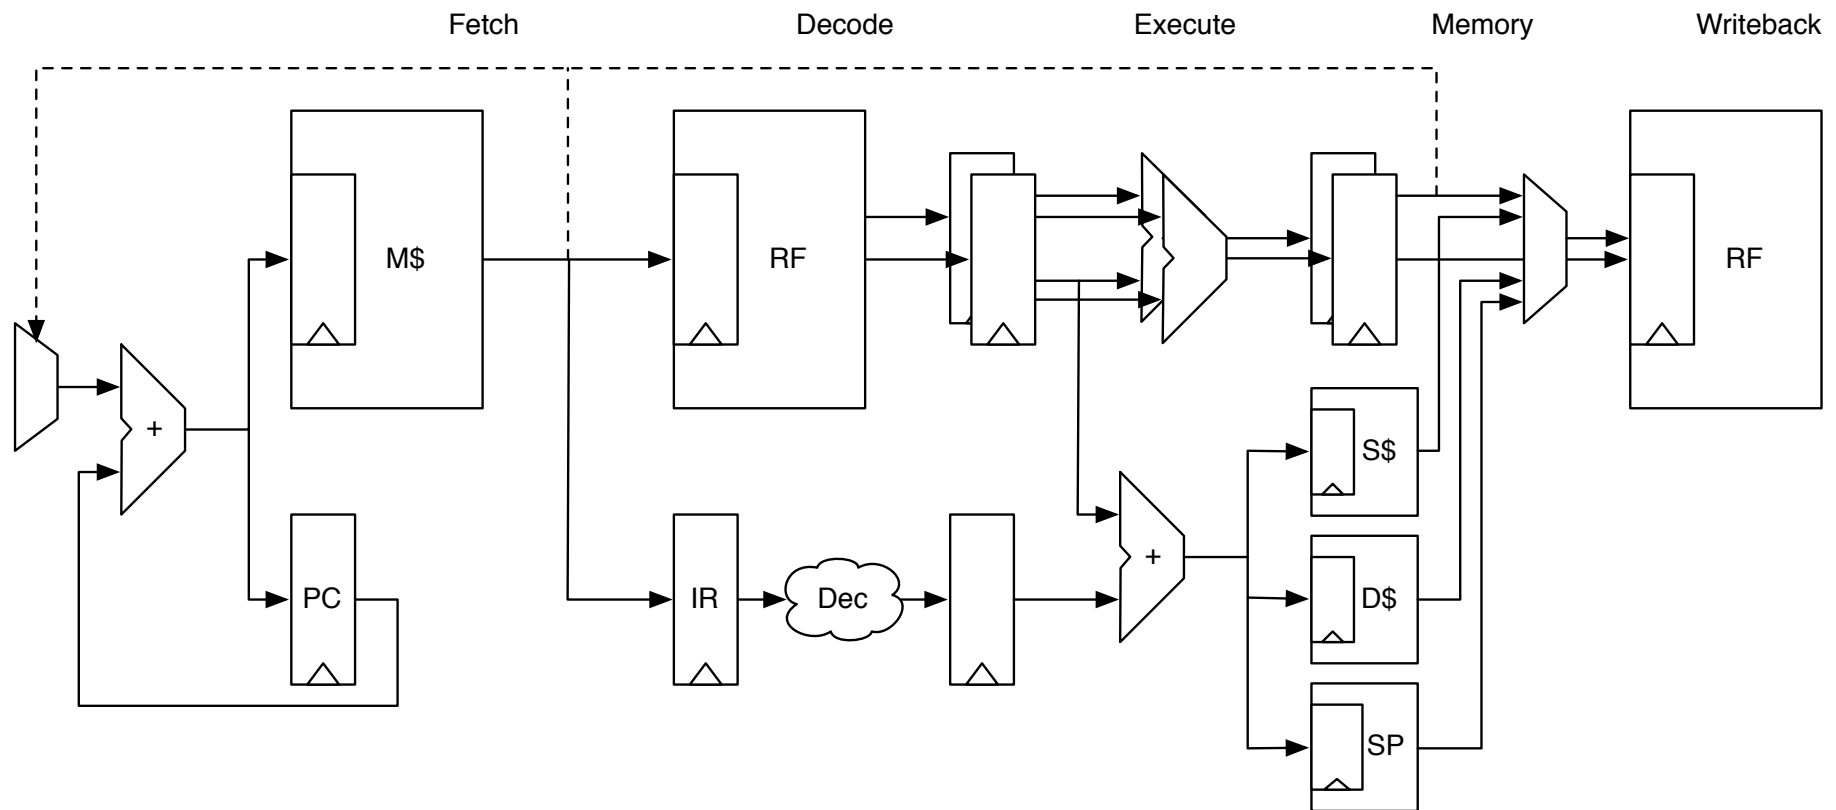 Fetch Decode Execute Memory Writeback
M$ RF RF
+
S$
+
PC IR Dec D$
SP